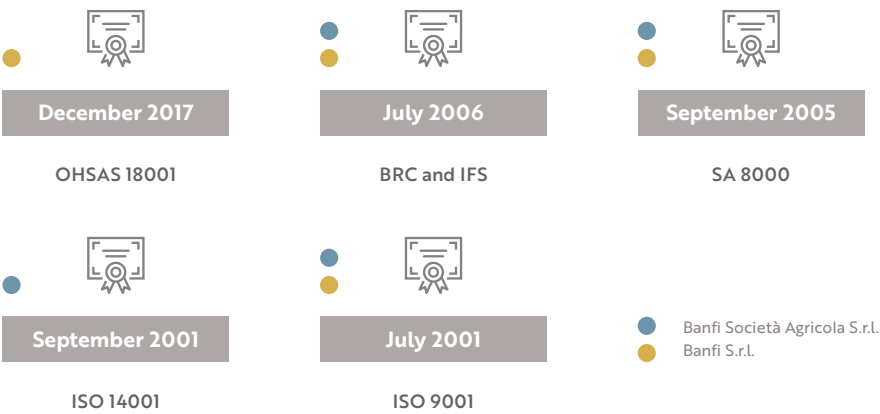 December 2017
July 2006
September 2005
OHSAS 18001
BRC and IFS
SA 8000
September 2001
July 2001
Banfi Società Agricola S.r.l.
Banfi S.r.l.
ISO 14001
ISO 9001